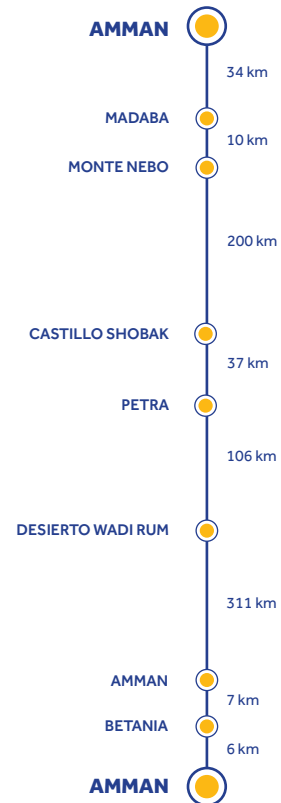 AMMAN
34 km
MADABA
10 km
MONTE NEBO
200 km
CASTILLO SHOBAK
37 km
PETRA
106 km
DESIERTO WADI RUM
311 km
AMMAN
7 km
BETANIA
6 km
AMMAN